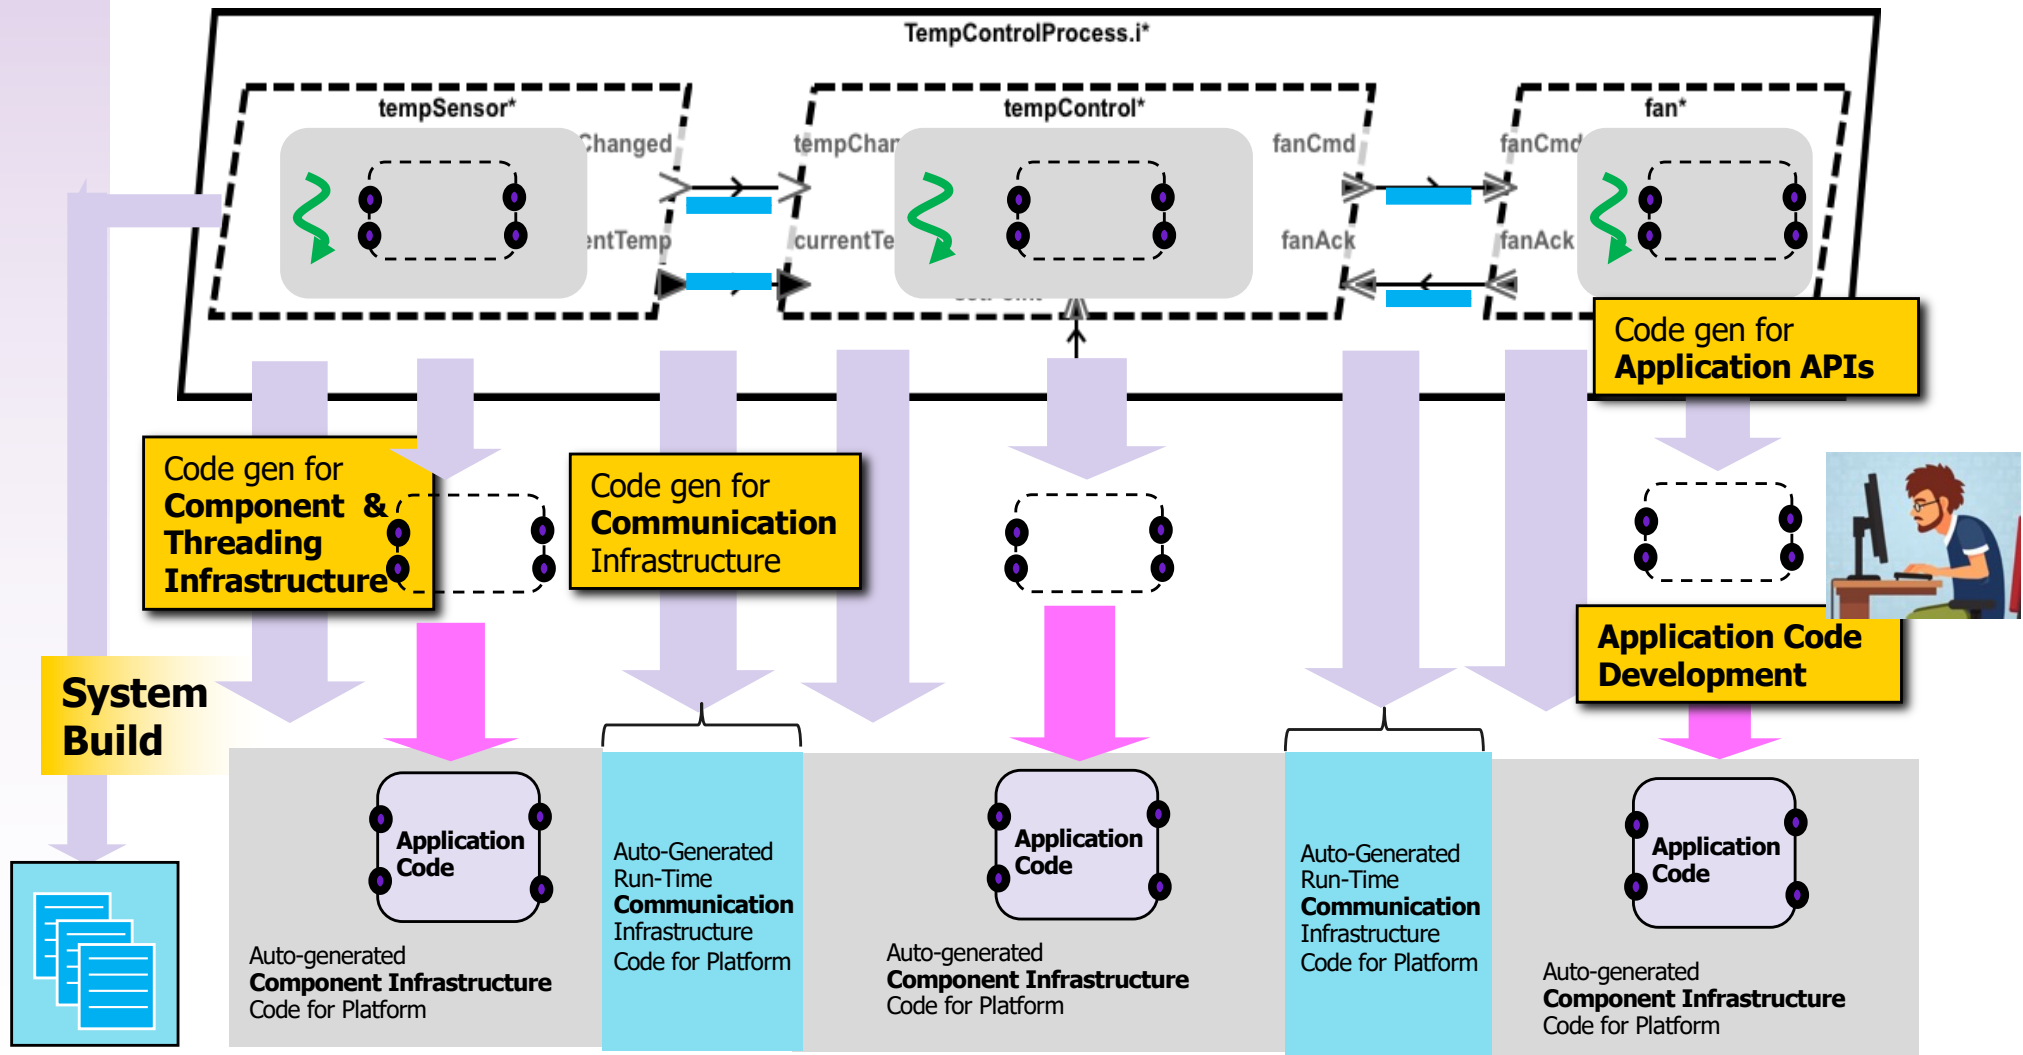 TempControlProcess.i*
tempSensor*
tempControl*
fan*
Changed
tempChar
fanCmd
fanCmd
entTemp
currentTe
fanAck
fanAck
Code gen for
Application APIs
Code gen for
Component &
Threading
Infrastructure
Code gen for
Communication
Infrastructure
Application Code
Development
System
Build
Application
Code
Auto-generated
Component Infrastructure
Code for Platform
Auto-Generated
Run-Time
Communication
Infrastructure
Code for Platform
Application
Code
Auto-generated
Component Infrastructure
Code for Platform
Auto-Generated
Run-Time
Communication
Infrastructure
Code for Platform
Application
Code
Auto-generated
Component Infrastructure
Code for Platform